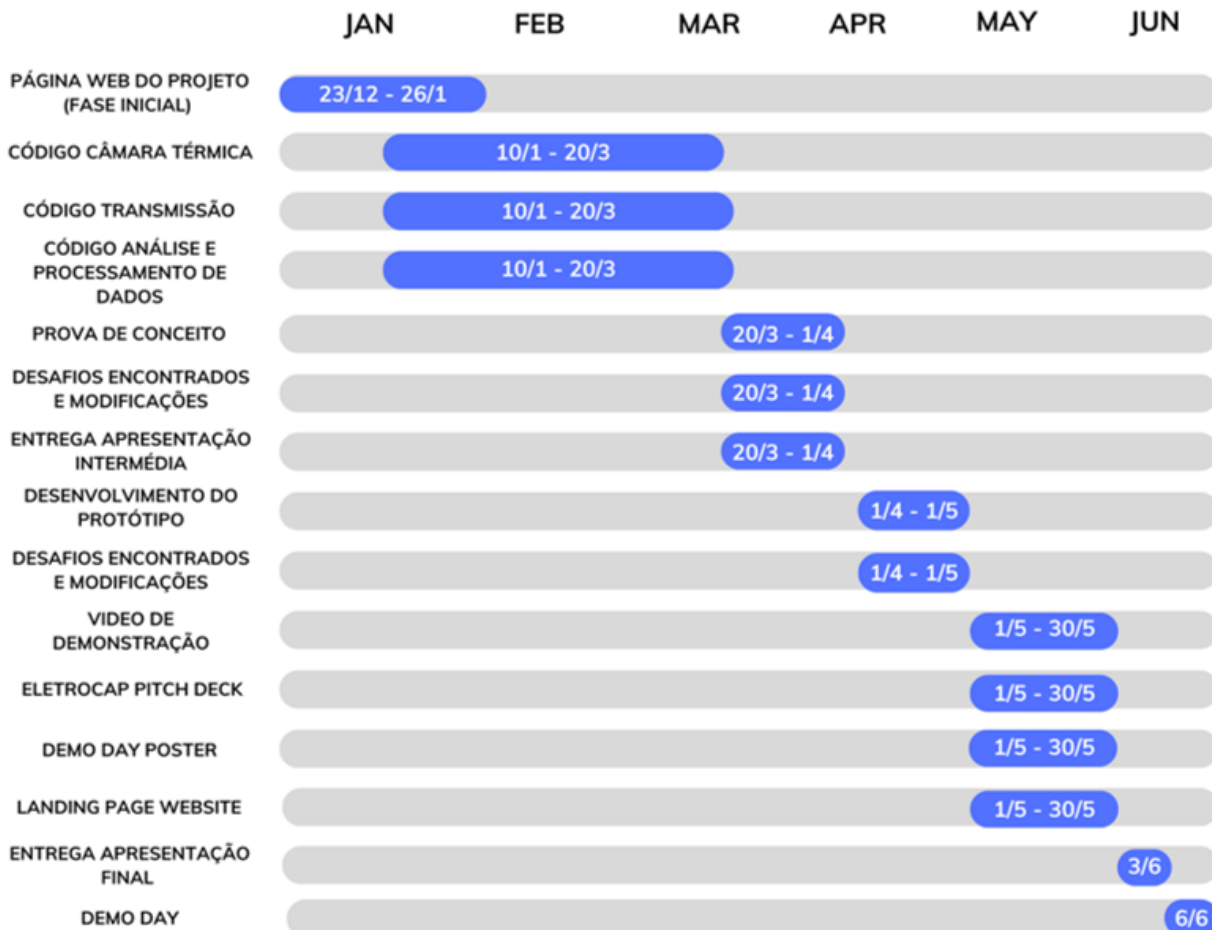 JAN FEB MAR APR MAY JUN
PÁGINA WEB DO PROJETO
(FASE INICIAL)
23/12 - 26/1
CÓDIGO CÂMARA TÉRMICA
10/1 - 20/3
CÓDIGO TRANSMISSÃO
10/1 - 20/3
CÓDIGO ANÁLISE E
PROCESSAMENTO DE
DADOS
10/1 - 20/3
PROVA DE CONCEITO
20/3 - 1/4
DESAFIOS ENCONTRADOS
E MODIFICAÇÕES
20/3 - 1/4
ENTREGA APRESENTAÇÃO
INTERMÉDIA
20/3 - 1/4
DESENVOLVIMENTO DO
PROTÓTIPO
1/4 - 1/5
DESAFIOS ENCONTRADOS
E MODIFICAÇÕES
1/4 - 1/5
VIDEO DE
DEMONSTRAÇÃO
1/5 - 30/5
ELETROCAP PITCH DECK
1/5 - 30/5
DEMO DAY POSTER
1/5 - 30/5
LANDING PAGE WEBSITE
1/5 - 30/5
ENTREGA APRESENTAÇÃO
FINAL
3/6
DEMO DAY
6/6